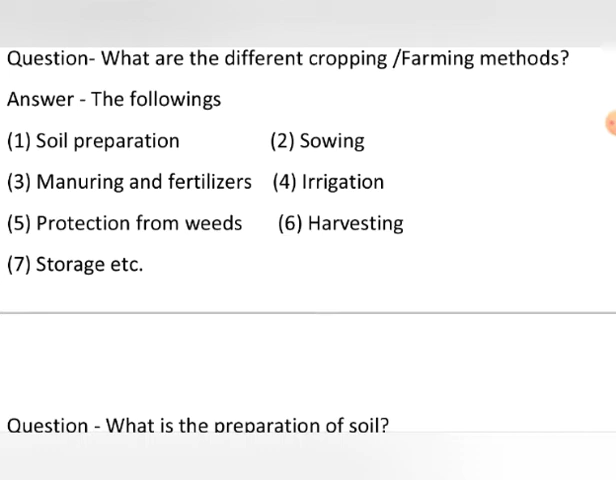 Question- What are the different cropping /Farming methods?
Answer - The followings
(1) Soil preparation (2) Sowing
(3) Manuring and fertilizers (4) Irrigation
(5) Protection from weeds (6) Harvesting
(7) Storage etc.
Question - What is the preparation of soil?